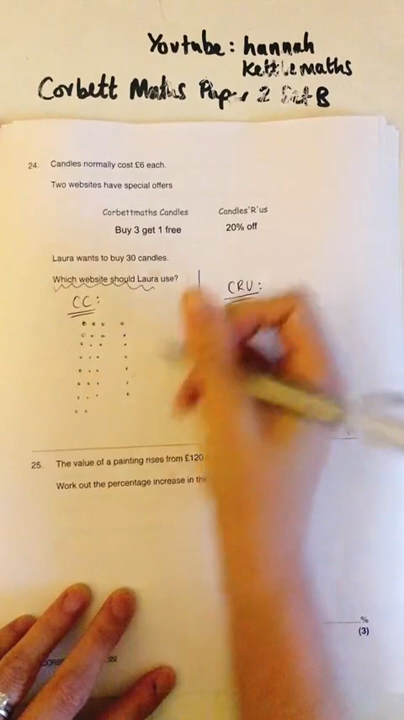 Youtube: hannah
kettlemaths
Corbett Maths Paper 2 Set B
24. Candles normally cost £6 each.
Two websites have special offers
Corbettmaths Candles Candles'R'us
Buy 3 get 1 free 20% off
Laura wants to buy 30 candles.
Which website should Laura use?
CC: CRU:
25. The value of a painting rises from £120
Work out the percentage increase in the
%
(3)